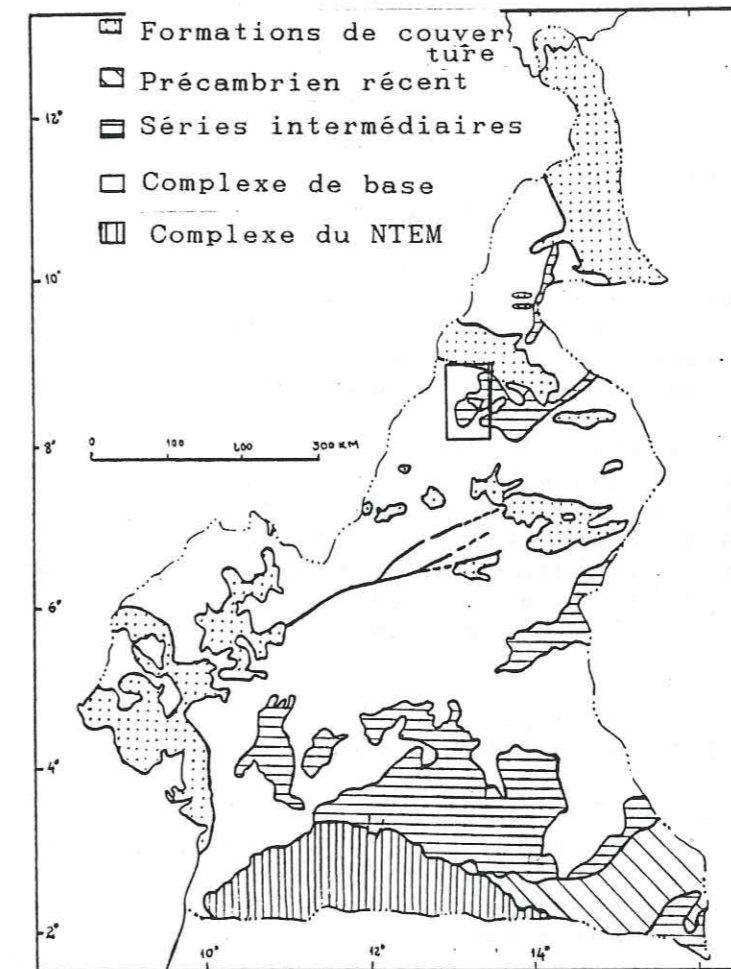 Formations de couver
ture
Précambrien récent
Séries intermédiaires
Complexe de base
Complexe du NTEM
12°
10°
8°
6°
4°
2°
0 100 200 300 KM
10° 12° 14°